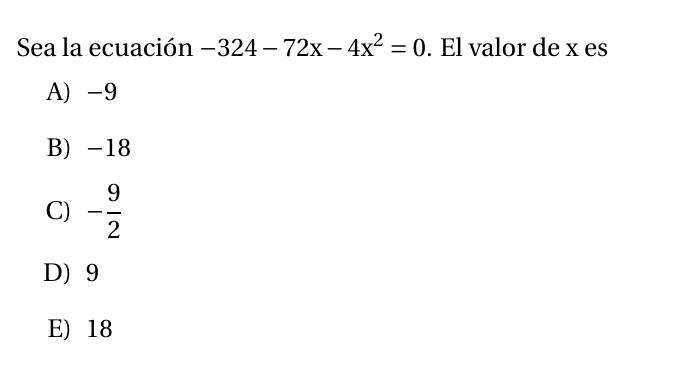 Sea la ecuación −324 − 72x − 4x² = 0. El valor de x es
A) −9
B) −18
C) −9/2
D) 9
E) 18